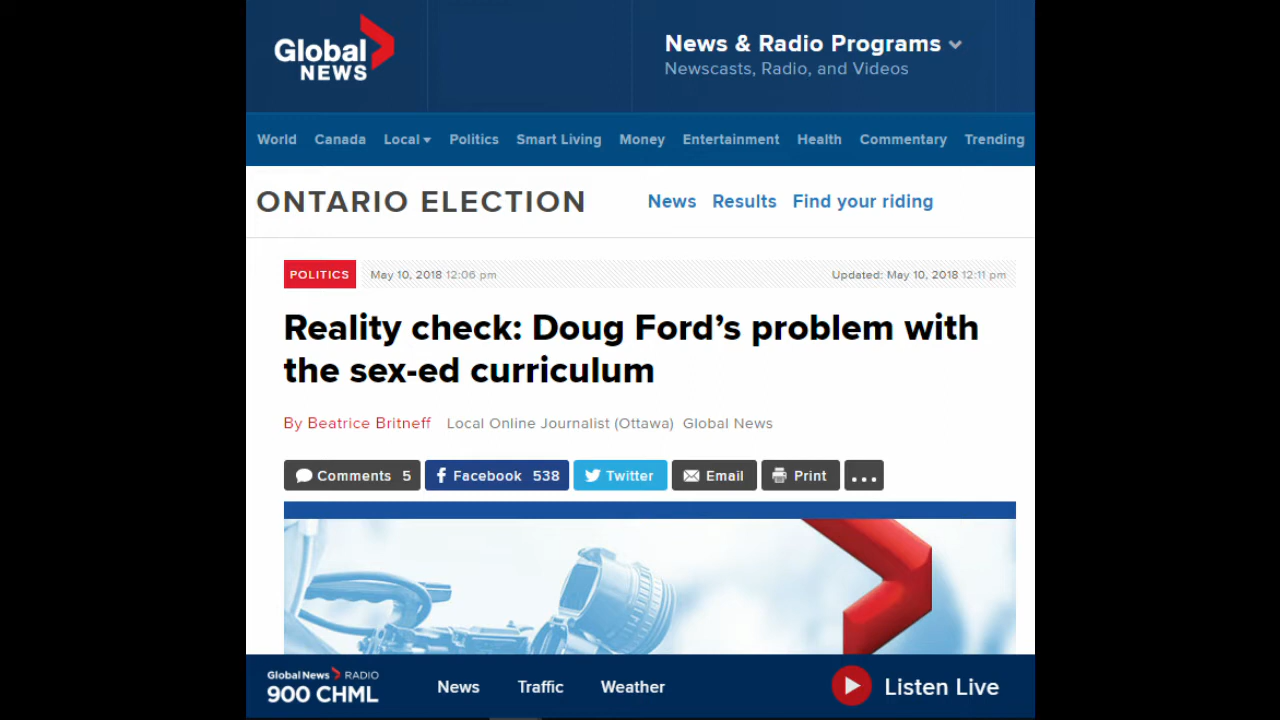 Global
NEWS
News & Radio Programs
Newscasts, Radio, and Videos
World Canada Local Politics Smart Living Money Entertainment Health Commentary Trending
ONTARIO ELECTION News Results Find your riding
POLITICS May 10, 2018 12:06 pm Updated: May 10, 2018 12:11 pm
Reality check: Doug Ford’s problem with
the sex-ed curriculum
By Beatrice Britneff Local Online Journalist (Ottawa) Global News
Comments 5 Facebook 538 Twitter Email Print ...
Global News RADIO
900 CHML
News Traffic Weather
Listen Live